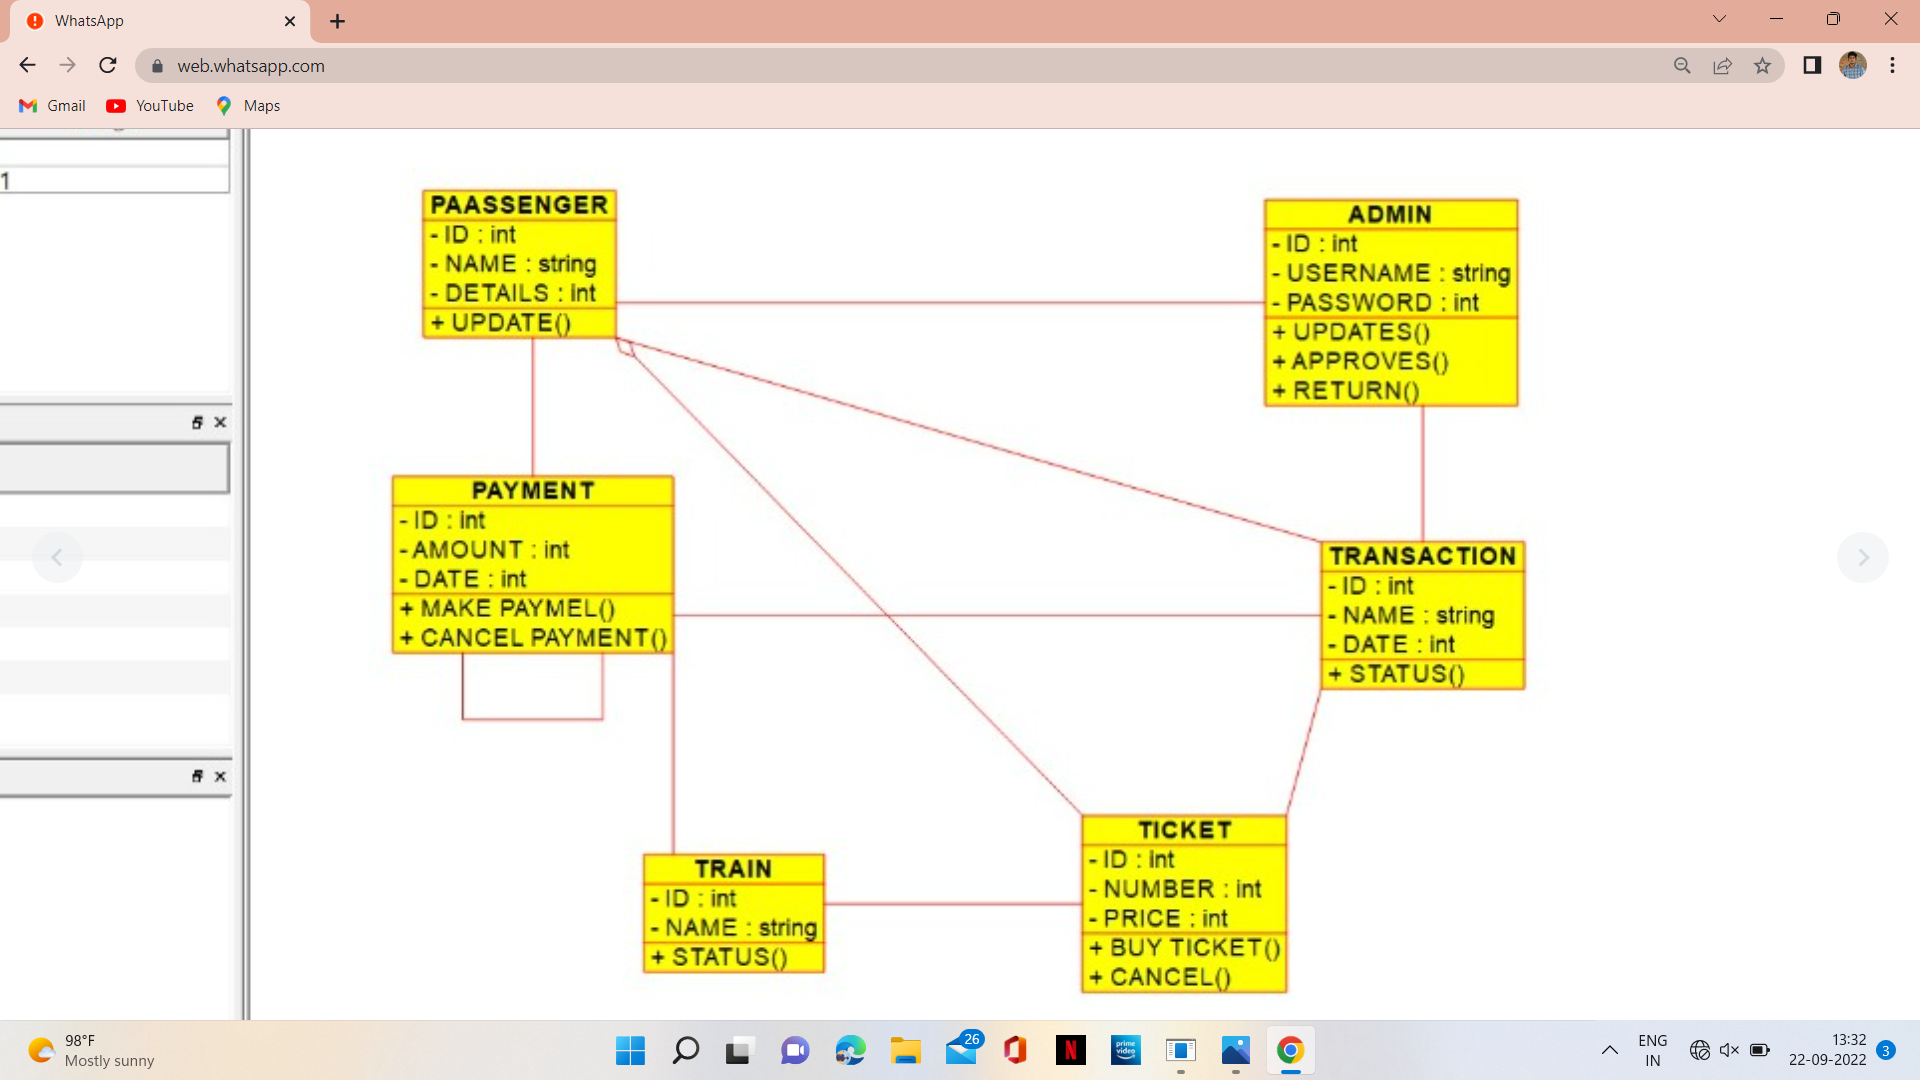 WhatsApp
web.whatsapp.com
Gmail
YouTube
Maps
1
PAASSENGER
- ID : int
- NAME : string
- DETAILS : int
+ UPDATE()
ADMIN
- ID : int
- USERNAME : string
- PASSWORD : int
+ UPDATES()
+ APPROVES()
+ RETURN()
PAYMENT
- ID : int
- AMOUNT : int
- DATE : int
+ MAKE PAYMEL()
+ CANCEL PAYMENT()
TRANSACTION
- ID : int
- NAME : string
- DATE : int
+ STATUS()
TRAIN
- ID : int
- NAME : string
+ STATUS()
TICKET
- ID : int
- NUMBER : int
- PRICE : int
+ BUY TICKET()
+ CANCEL()
98°F
Mostly sunny
26
N
prime video
ENG
IN
13:32
22-09-2022
3